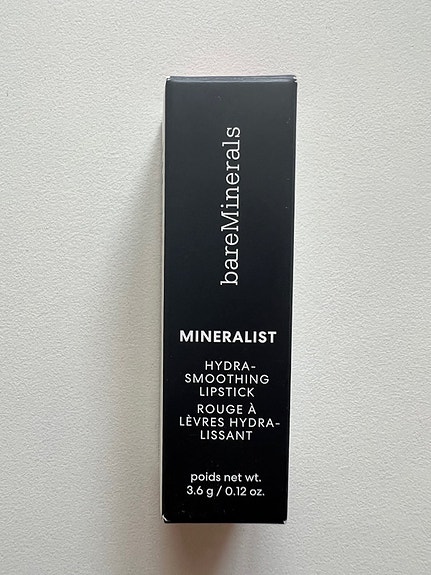 bareMinerals
MINERALIST
HYDRA-
SMOOTHING
LIPSTICK
ROUGE À
LÈVRES HYDRA-
LISSANT
poids net wt.
3.6 g / 0.12 oz.